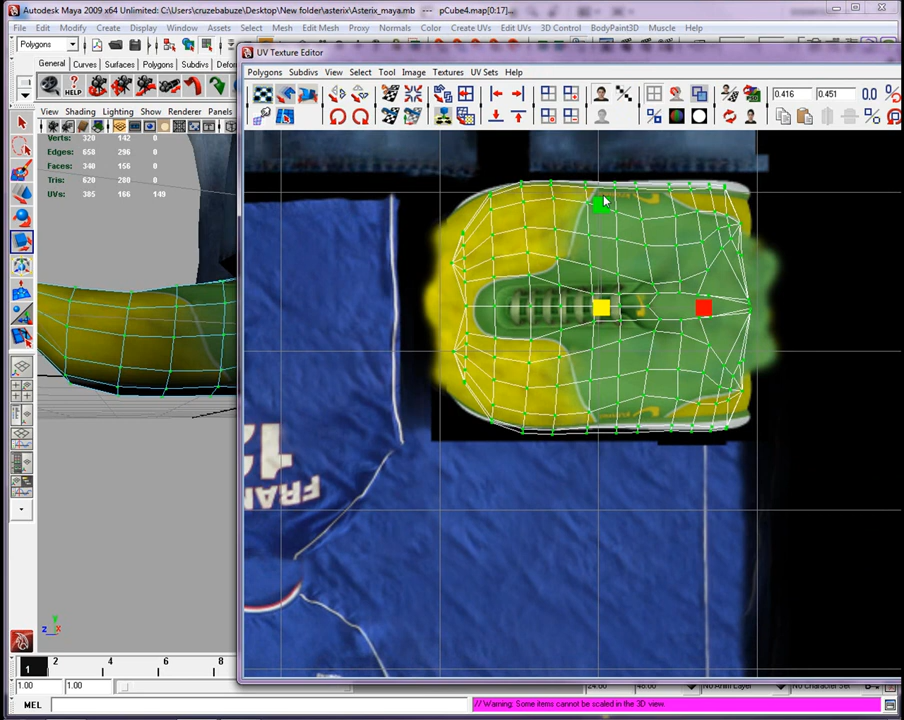 Autodesk Maya 2009 x64 Unlimited: C:\Users\cruzebabuze\Desktop\New folder\asterix\Asterix_maya.mb --- pCube4.map[0:17]...
File Edit Modify Create Display Window Assets Select Mesh Edit Mesh Proxy Normals Color Create UVs Edit UVs 3D Control BodyPaint3D Muscle Help
Polygons
UV Texture Editor
General Curves Surfaces Polygons Subdivs
Polygons Subdivs View Select Tool Image Textures UV Sets Help
HELP
0.416 0.451
View Shading Lighting Show Renderer Panels
Verts: 320 142 0
Edges: 658 296 0
Faces: 340 156 0
Tris: 620 280 0
UVs: 385 166 149
12
FRAN
z x
1 2 4 6 8
1.00 1.00 24.00 48.00 No Anim Layer No Character Set
MEL // Warning: Some items cannot be scaled in the 3D view.